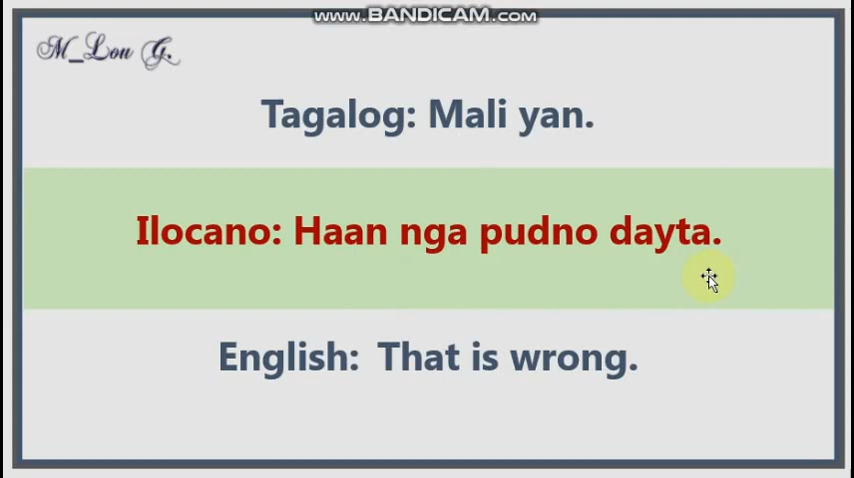 www.BANDICAM.com
M_Lou G.
Tagalog: Mali yan.
Ilocano: Haan nga pudno dayta.
English: That is wrong.